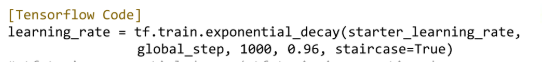 [Tensorflow Code]
learning_rate = tf.train.exponential_decay(starter_learning_rate,
global_step, 1000, 0.96, staircase=True)